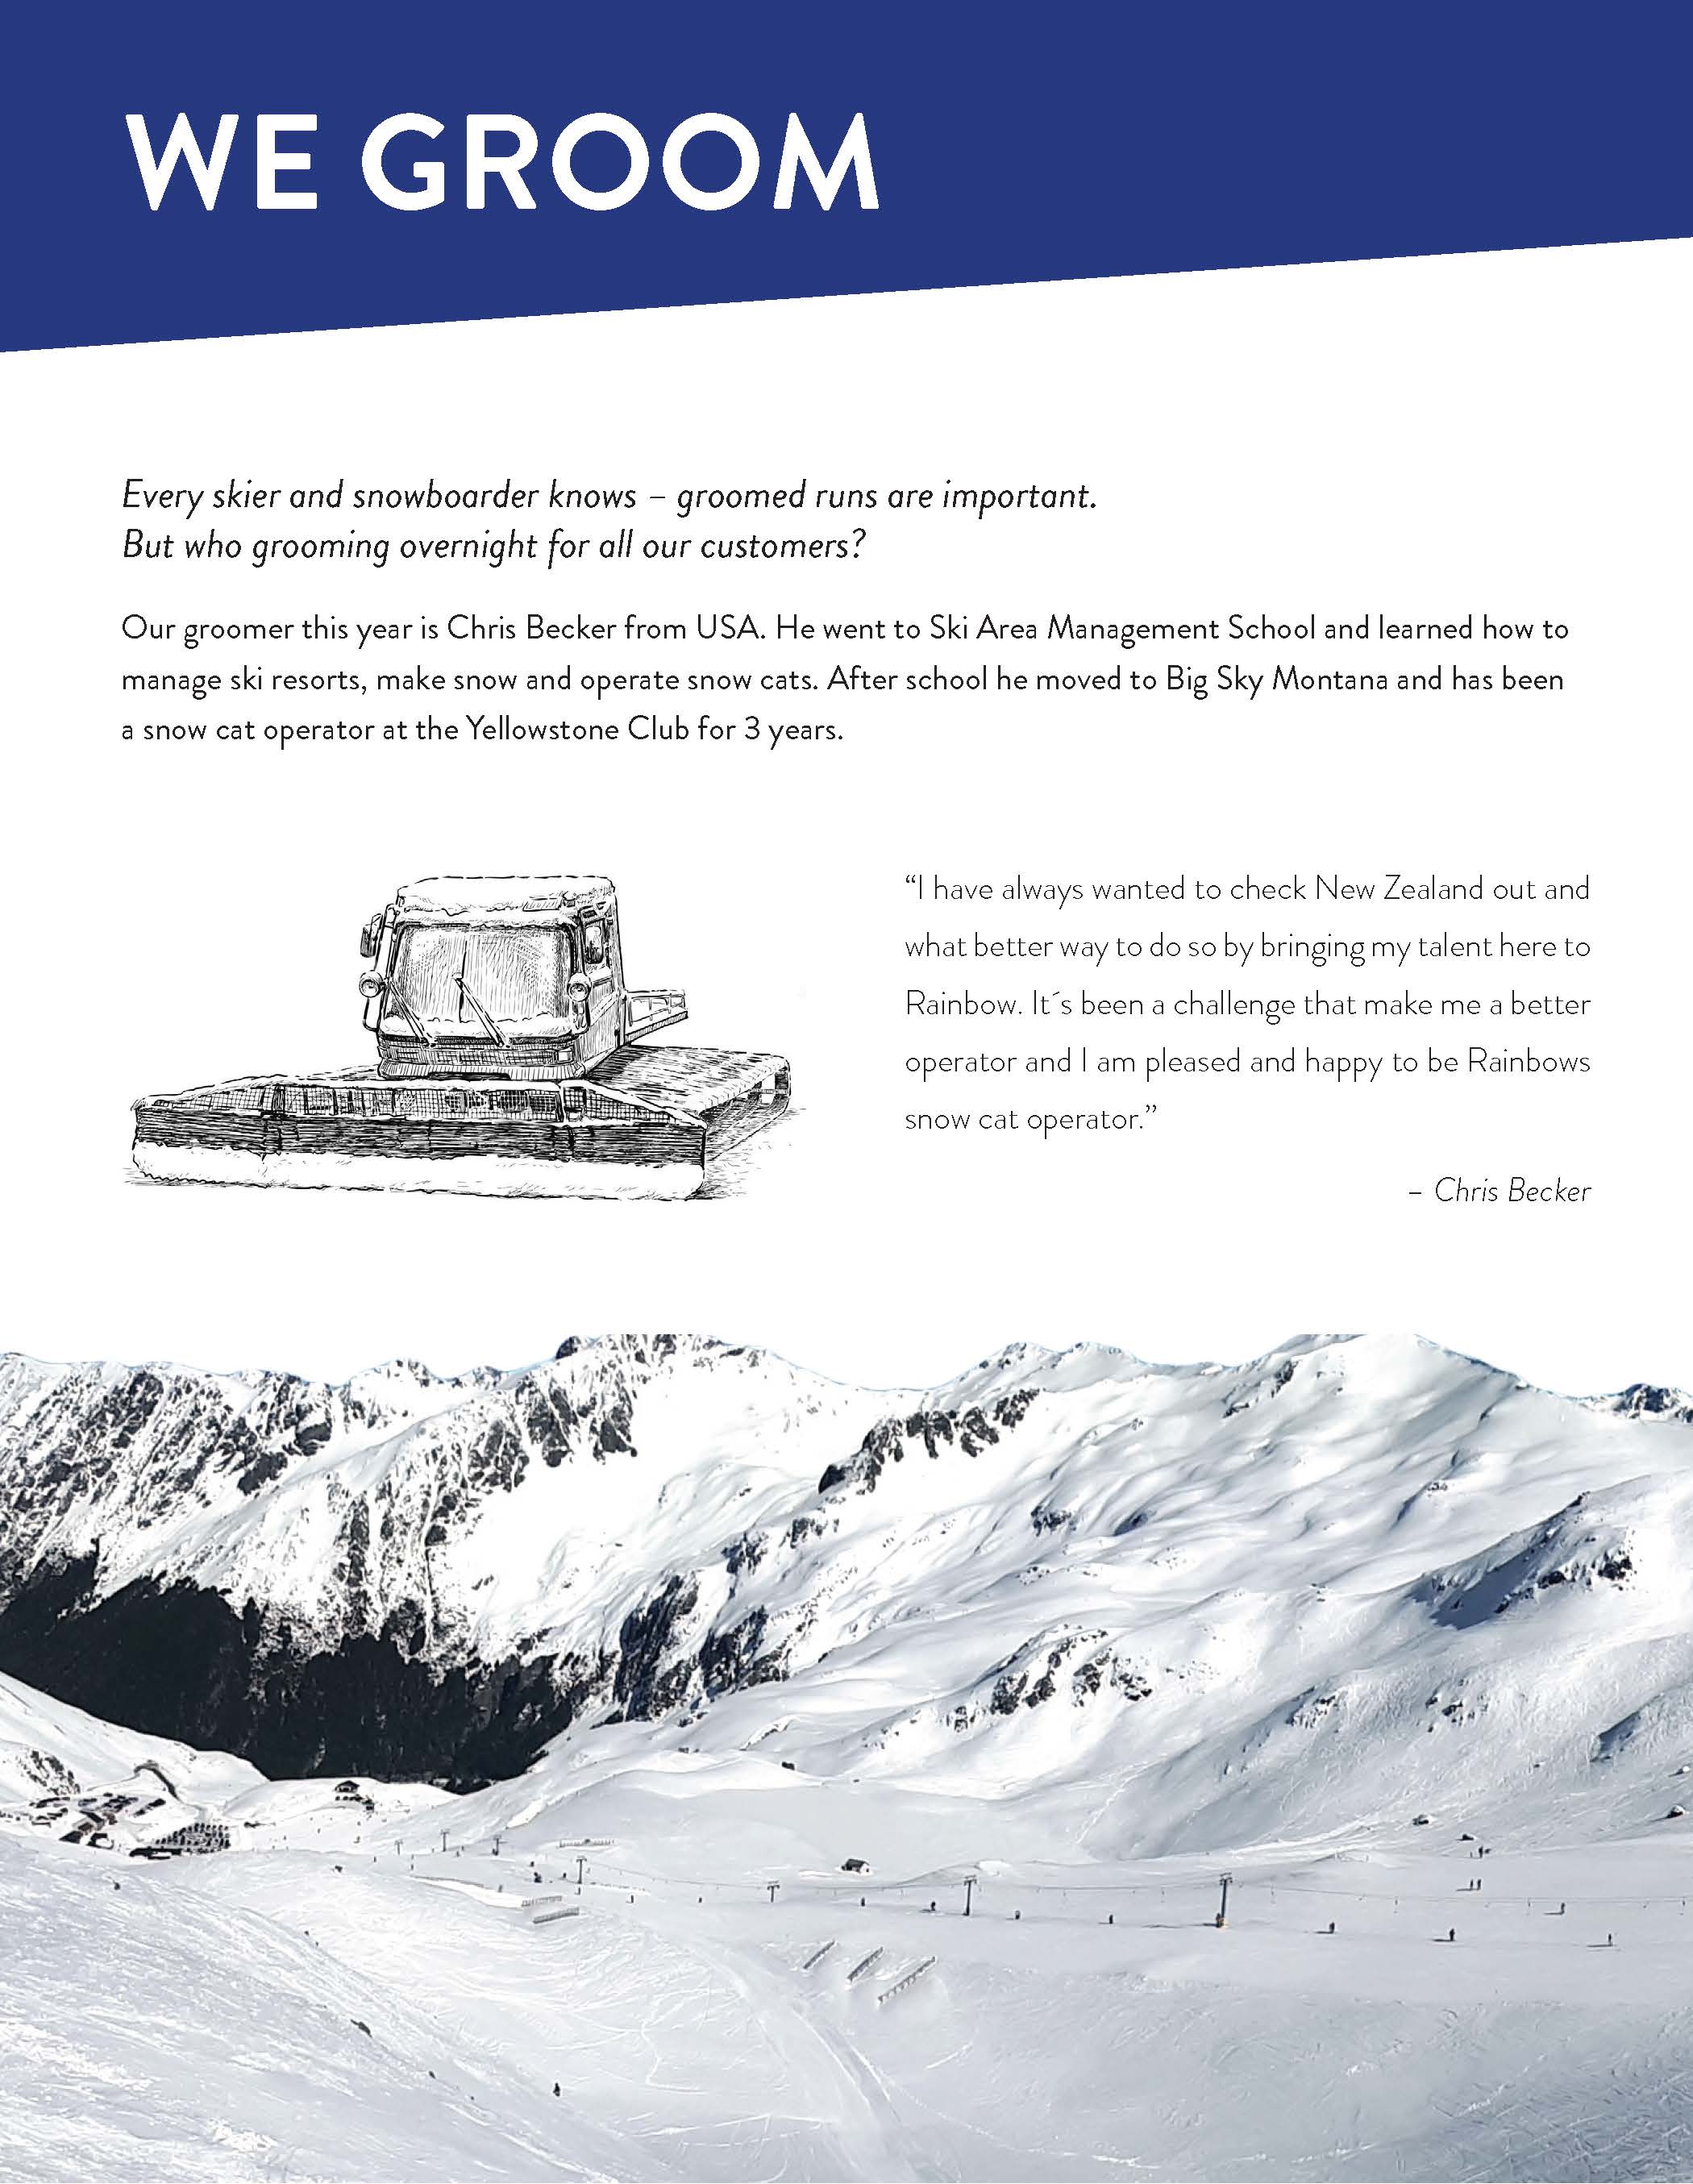 WE GROOM
Every skier and snowboarder knows – groomed runs are important.
But who grooming overnight for all our customers?
Our groomer this year is Chris Becker from USA. He went to Ski Area Management School and learned how to
manage ski resorts, make snow and operate snow cats. After school he moved to Big Sky Montana and has been
a snow cat operator at the Yellowstone Club for 3 years.
“I have always wanted to check New Zealand out and
what better way to do so by bringing my talent here to
Rainbow. It´s been a challenge that make me a better
operator and I am pleased and happy to be Rainbows
snow cat operator.”
– Chris Becker